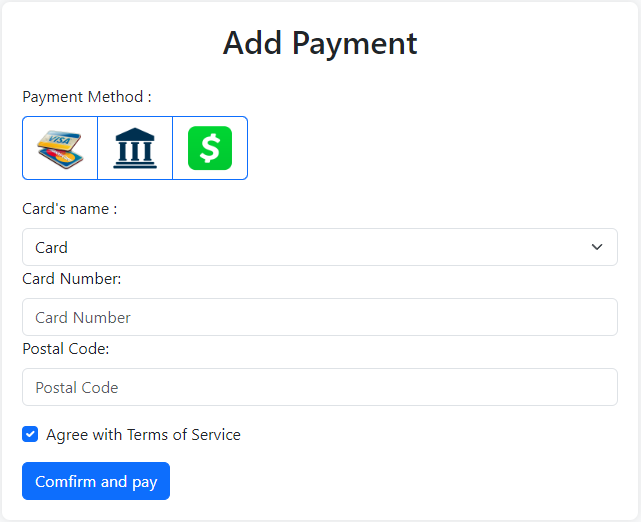 Add Payment
Payment Method :
VISA
$
Card's name :
Card
Card Number:
Card Number
Postal Code:
Postal Code
Agree with Terms of Service
Comfirm and pay